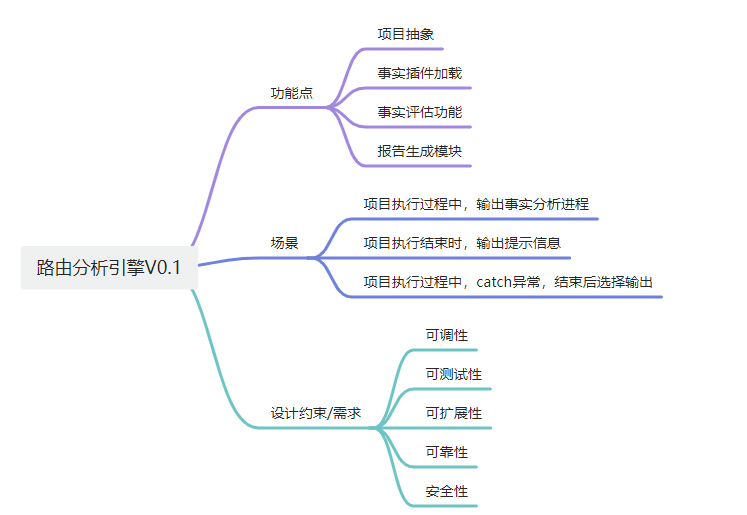 路由分析引擎V0.1
功能点
项目抽象
事实插件加载
事实评估功能
报告生成模块
场景
项目执行过程中，输出事实分析进程
项目执行结束时，输出提示信息
项目执行过程中，catch异常，结束后选择输出
设计约束/需求
可调性
可测试性
可扩展性
可靠性
安全性